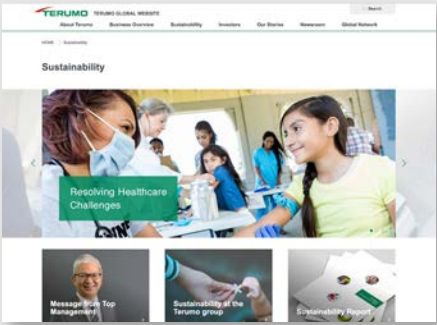 TERUMO TERUMO GLOBAL WEBSITE
Search
About Terumo Business Overview Sustainability Investors Our Stories Newsroom Global Network
HOME Sustainability
Sustainability
Resolving Healthcare
Challenges
Message from Top
Management
Sustainability at the
Terumo group
Sustainability Report